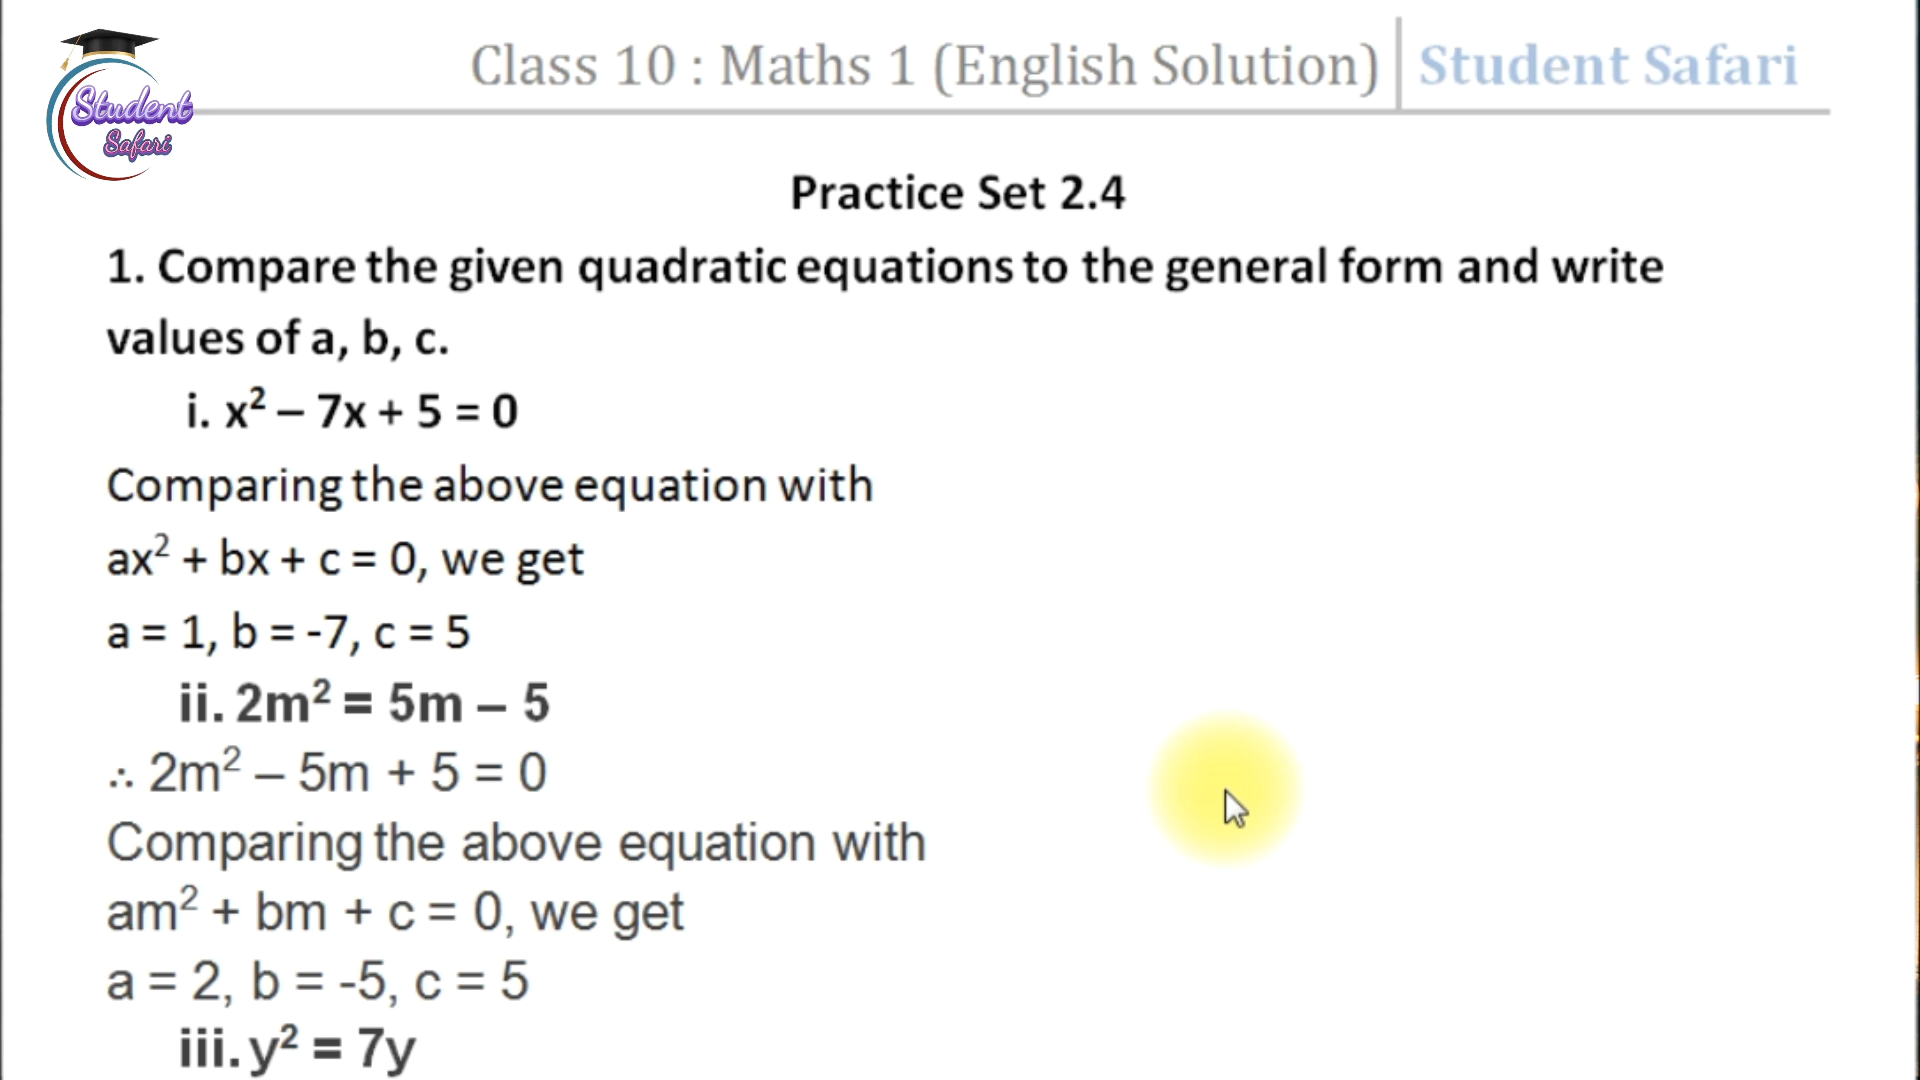 Student
Safari
Class 10 : Maths 1 (English Solution) Student Safari
Practice Set 2.4
1. Compare the given quadratic equations to the general form and write
values of a, b, c.
i. x² – 7x + 5 = 0
Comparing the above equation with
ax² + bx + c = 0, we get
a = 1, b = -7, c = 5
ii. 2m² = 5m – 5
∴ 2m² – 5m + 5 = 0
Comparing the above equation with
am² + bm + c = 0, we get
a = 2, b = -5, c = 5
iii. y² = 7y